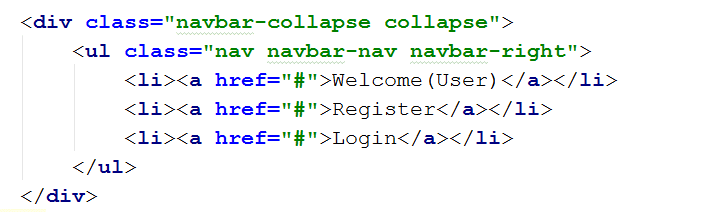 <div class="navbar-collapse collapse">
<ul class="nav navbar-nav navbar-right">
<li><a href="#">Welcome(User)</a></li>
<li><a href="#">Register</a></li>
<li><a href="#">Login</a></li>
</ul>
</div>